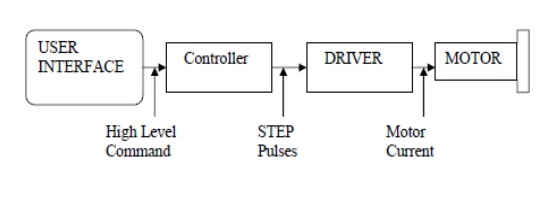 USER
INTERFACE
Controller
DRIVER
MOTOR
High Level
Command
STEP
Pulses
Motor
Current